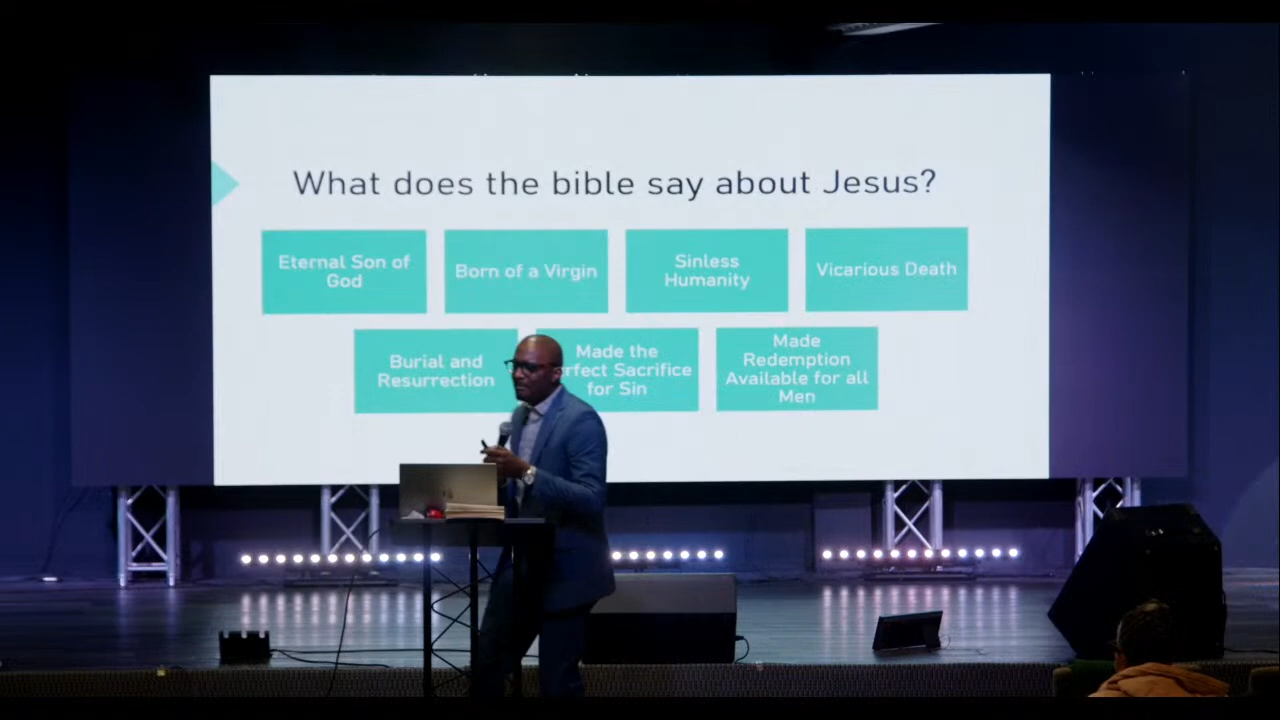 What does the bible say about Jesus?
Eternal Son of
God
Born of a Virgin
Sinless
Humanity
Vicarious Death
Burial and
Resurrection
Made the
Sacrifice
for Sin
Made
Redemption
Available for all
Men